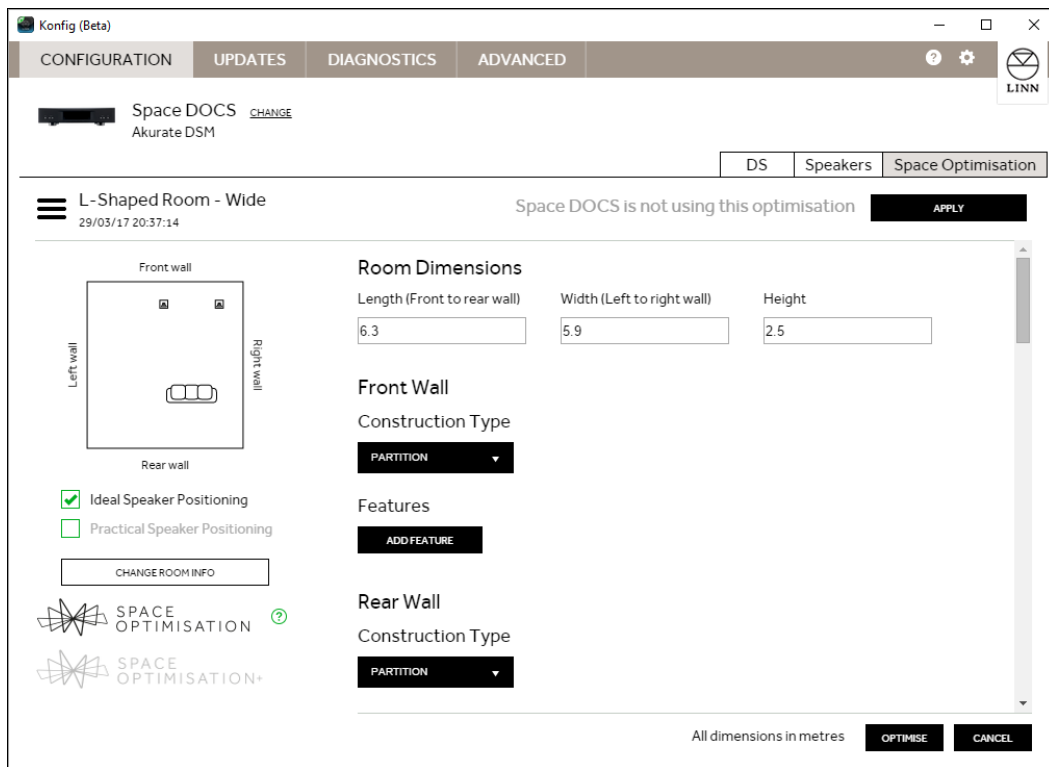 Konfig (Beta)
CONFIGURATION UPDATES DIAGNOSTICS ADVANCED
?
LINN
Space DOCS CHANGE
Akurate DSM
DS Speakers Space Optimisation
L-Shaped Room - Wide
29/03/17 20:37:14
Space DOCS is not using this optimisation APPLY
Front wall
Left wall
Right wall
Rear wall
Ideal Speaker Positioning
Practical Speaker Positioning
CHANGE ROOM INFO
SPACE
OPTIMISATION ?
SPACE
OPTIMISATION+
Room Dimensions
Length (Front to rear wall) Width (Left to right wall) Height
6.3 5.9 2.5
Front Wall
Construction Type
PARTITION
Features
ADD FEATURE
Rear Wall
Construction Type
PARTITION
All dimensions in metres OPTIMISE CANCEL